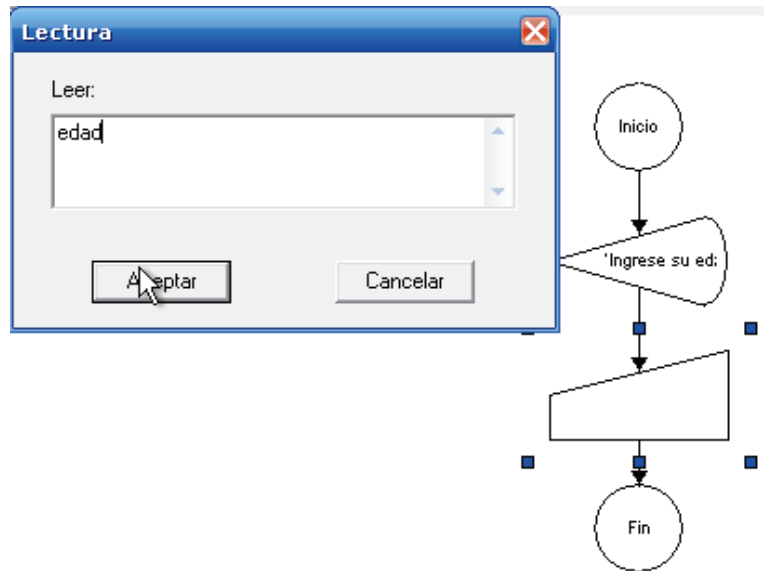 Lectura
Leer:
edad
Aceptar
Cancelar
Inicio
'Ingrese su ed
Fin